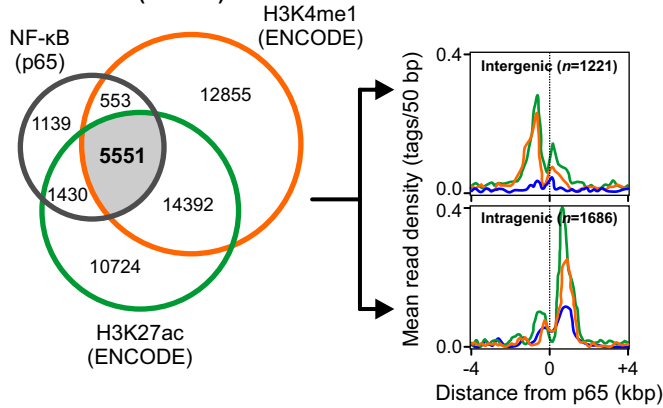 H3K4me1
(ENCODE)
NF-κB
(p65)
553
12855
1139
5551
1430
14392
10724
H3K27ac
(ENCODE)
Mean read density (tags/50 bp)
0.4
Intergenic (n=1221)
0.0
0.4
Intragenic (n=1686)
0.0
-4
0
+4
Distance from p65 (kbp)